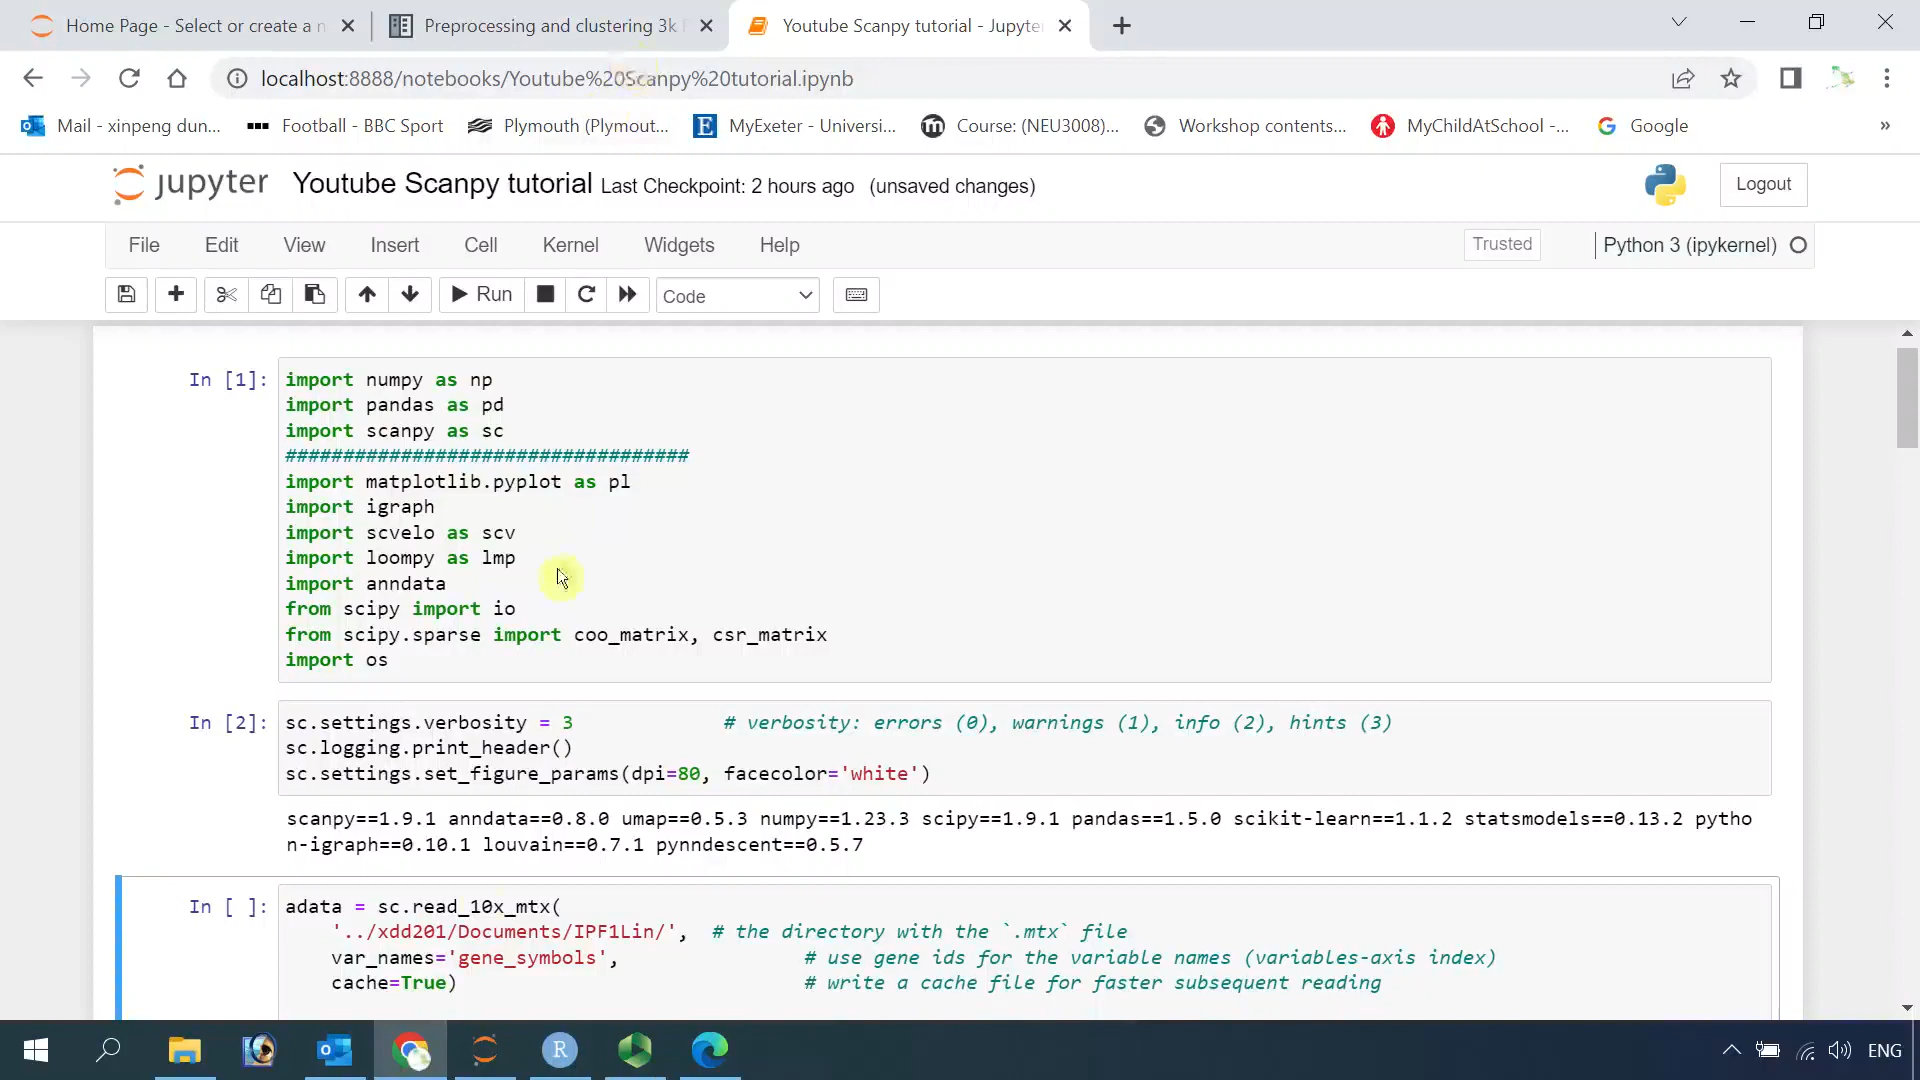 Home Page - Select or create a n
Preprocessing and clustering 3k
Youtube Scanpy tutorial - Jupyte
localhost:8888/notebooks/Youtube%20Scanpy%20tutorial.ipynb
Mail - xinpeng dun...
Football - BBC Sport
Plymouth (Plymout...
MyExeter - Universi...
Course: (NEU3008)...
Workshop contents...
MyChildAtSchool -...
Google
»
jupyter Youtube Scanpy tutorial Last Checkpoint: 2 hours ago (unsaved changes)
Logout
File Edit View Insert Cell Kernel Widgets Help
Trusted
Python 3 (ipykernel)
Run
Code
In [1]:
import numpy as np
import pandas as pd
import scanpy as sc
###################################
import matplotlib.pyplot as pl
import igraph
import scvelo as scv
import loompy as lmp
import anndata
from scipy import io
from scipy.sparse import coo_matrix, csr_matrix
import os
In [2]:
sc.settings.verbosity = 3 # verbosity: errors (0), warnings (1), info (2), hints (3)
sc.logging.print_header()
sc.settings.set_figure_params(dpi=80, facecolor='white')
scanpy==1.9.1 anndata==0.8.0 umap==0.5.3 numpy==1.23.3 scipy==1.9.1 pandas==1.5.0 scikit-learn==1.1.2 statsmodels==0.13.2 pytho
n-igraph==0.10.1 louvain==0.7.1 pynndescent==0.5.7
In [ ]:
adata = sc.read_10x_mtx(
'../xdd201/Documents/IPF1Lin/', # the directory with the `.mtx` file
var_names='gene_symbols', # use gene ids for the variable names (variables-axis index)
cache=True) # write a cache file for faster subsequent reading
R
ENG